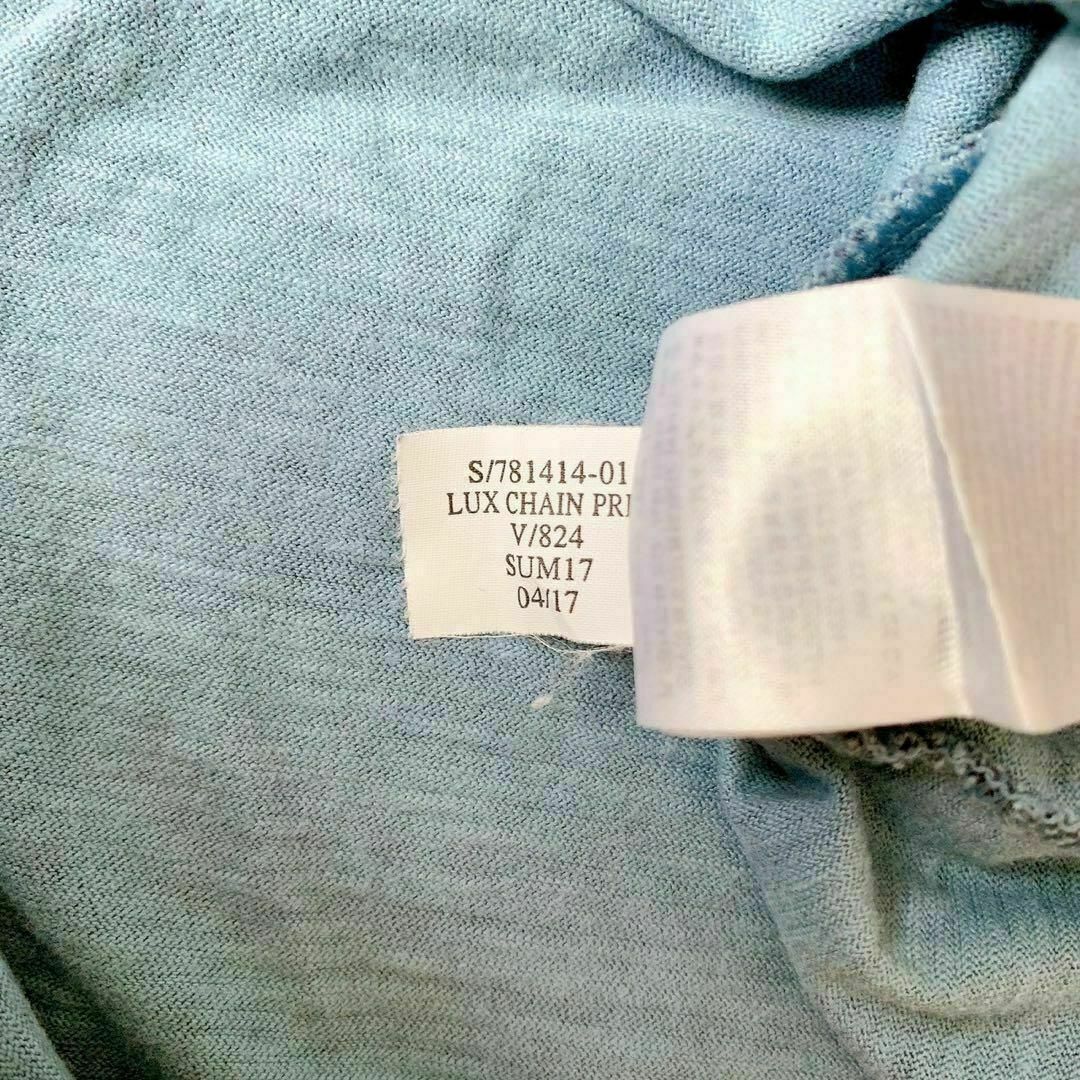 S/781414-01
LUX CHAIN PRI
V/824
SUM17
04/17